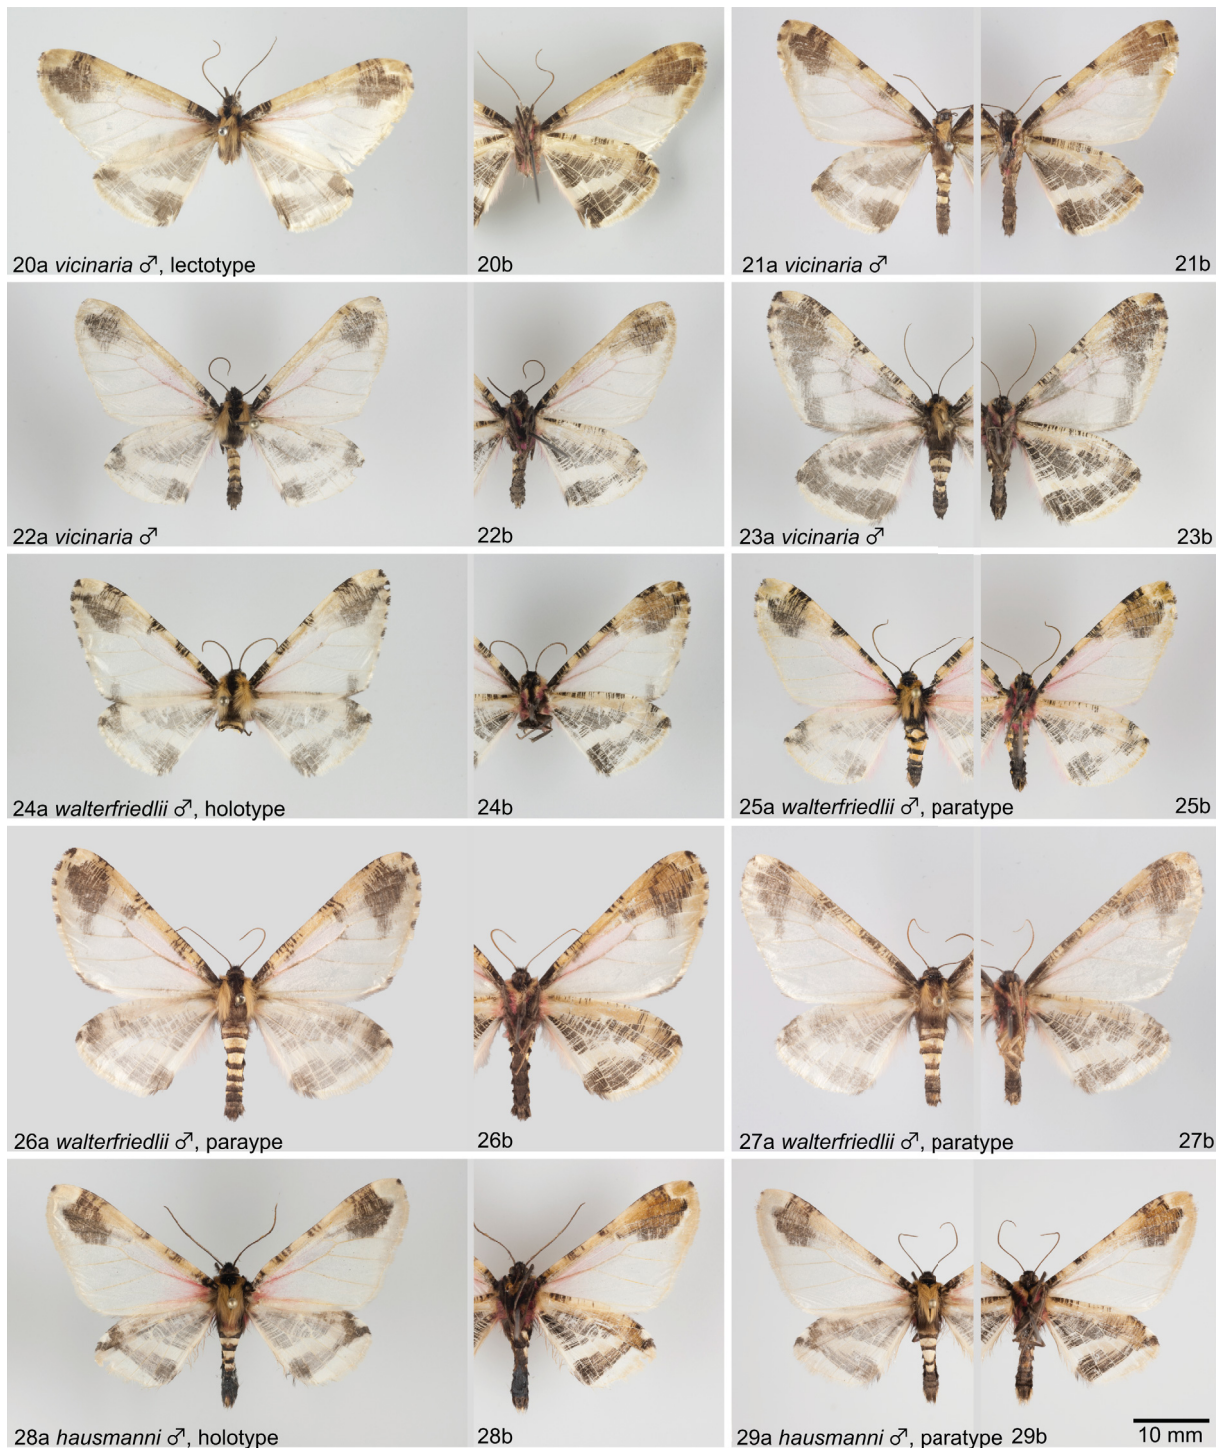 20a vicinaria ♂, lectotype
20b
21a vicinaria ♂
21b
22a vicinaria ♂
22b
23a vicinaria ♂
23b
24a walterfriedlii ♂, holotype
24b
25a walterfriedlii ♂, paratype
25b
26a walterfriedlii ♂, paraype
26b
27a walterfriedlii ♂, paratype
27b
28a hausmanni ♂, holotype
28b
29a hausmanni ♂, paratype
29b
10 mm